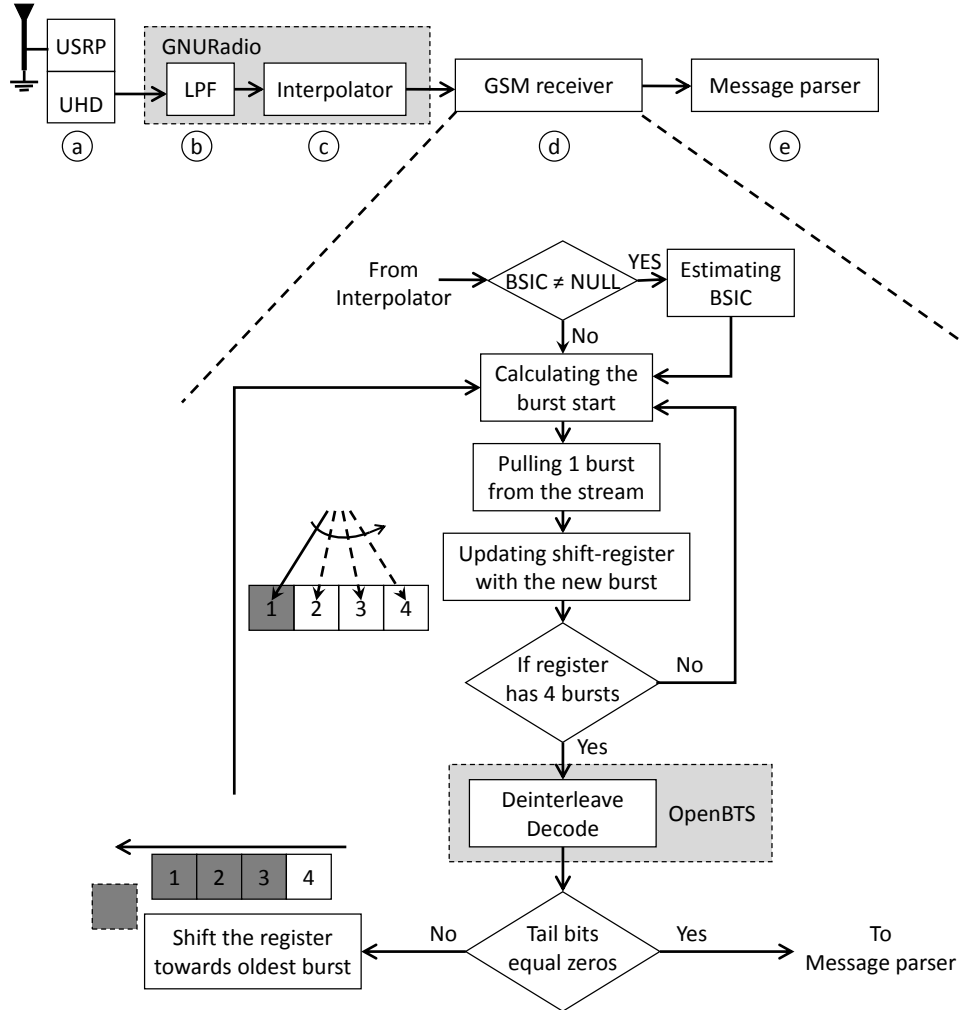 GNURadio
USRP
UHD
LPF
Interpolator
GSM receiver
Message parser
a
b
c
d
e
From
Interpolator
BSIC ≠ NULL
YES
Estimating
BSIC
No
Calculating the
burst start
Pulling 1 burst
from the stream
Updating shift-register
with the new burst
1 2 3 4
If register
has 4 bursts
No
Yes
Deinterleave
Decode
OpenBTS
1 2 3 4
Shift the register
towards oldest burst
No
Tail bits
equal zeros
Yes
To
Message parser